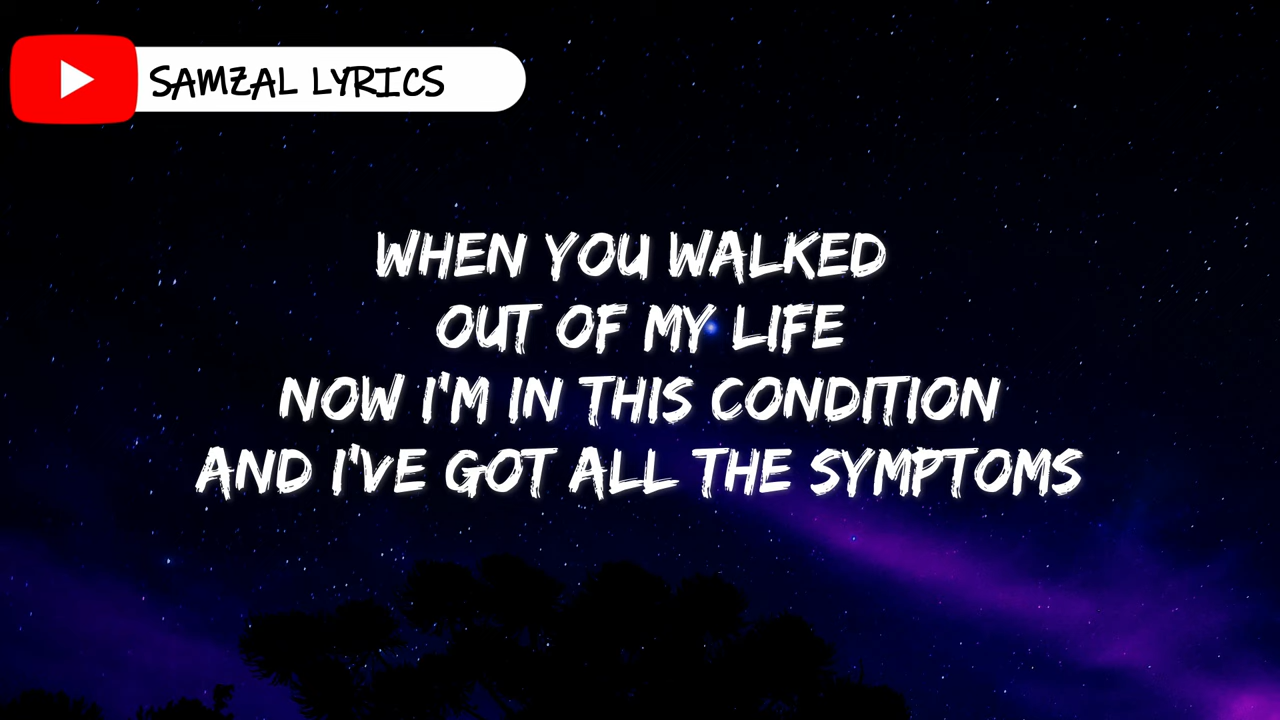 SAMZAL LYRICS
WHEN YOU WALKED
OUT OF MY LIFE
NOW I'M IN THIS CONDITION
AND I'VE GOT ALL THE SYMPTOMS